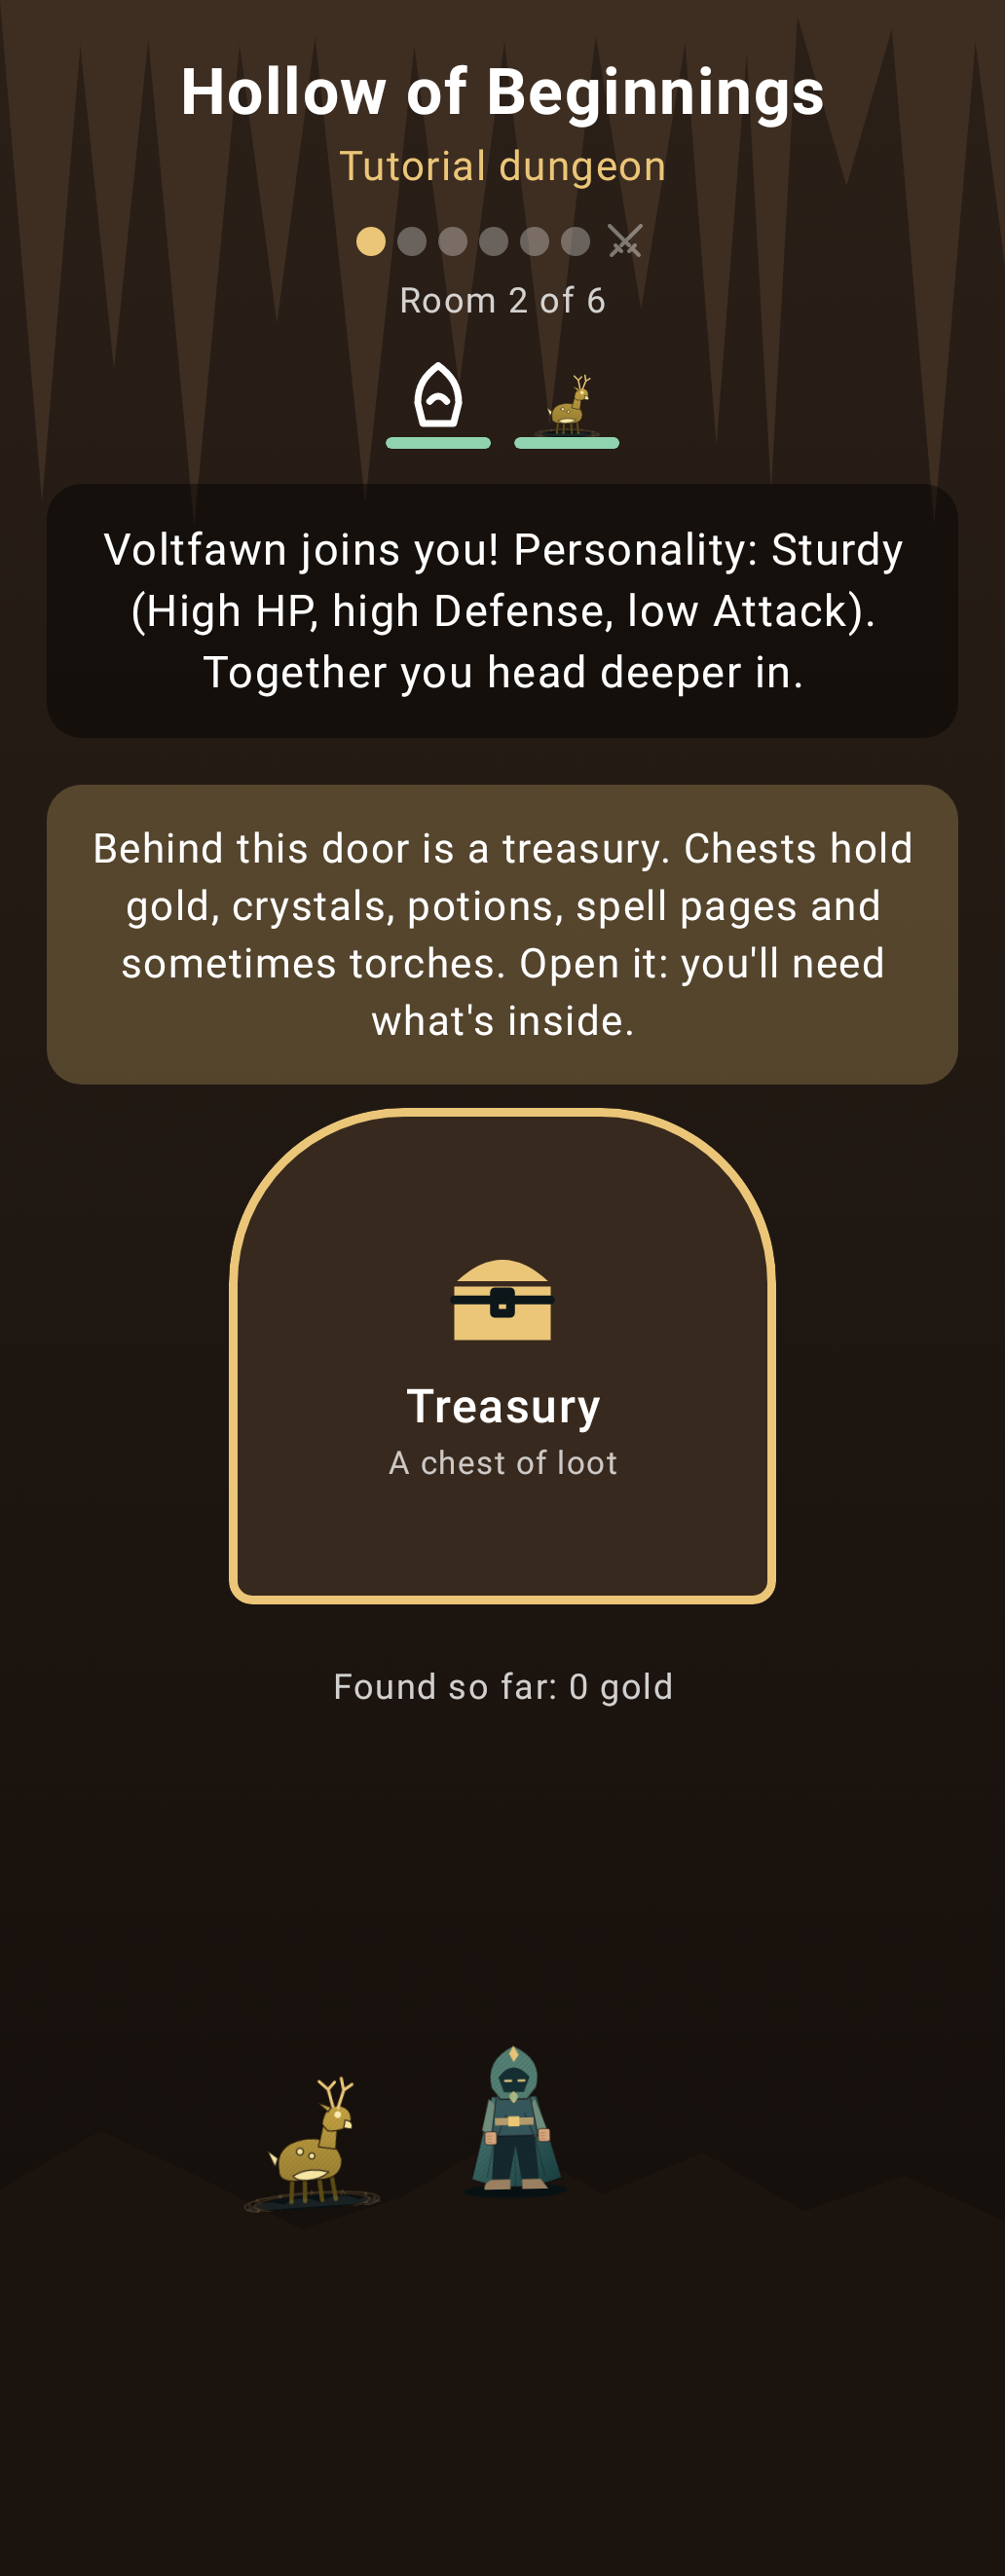 Hollow of Beginnings
Tutorial dungeon
Room 2 of 6
Voltfawn joins you! Personality: Sturdy
(High HP, high Defense, low Attack).
Together you head deeper in.
Behind this door is a treasury. Chests hold
gold, crystals, potions, spell pages and
sometimes torches. Open it: you'll need
what's inside.
Treasury
A chest of loot
Found so far: 0 gold